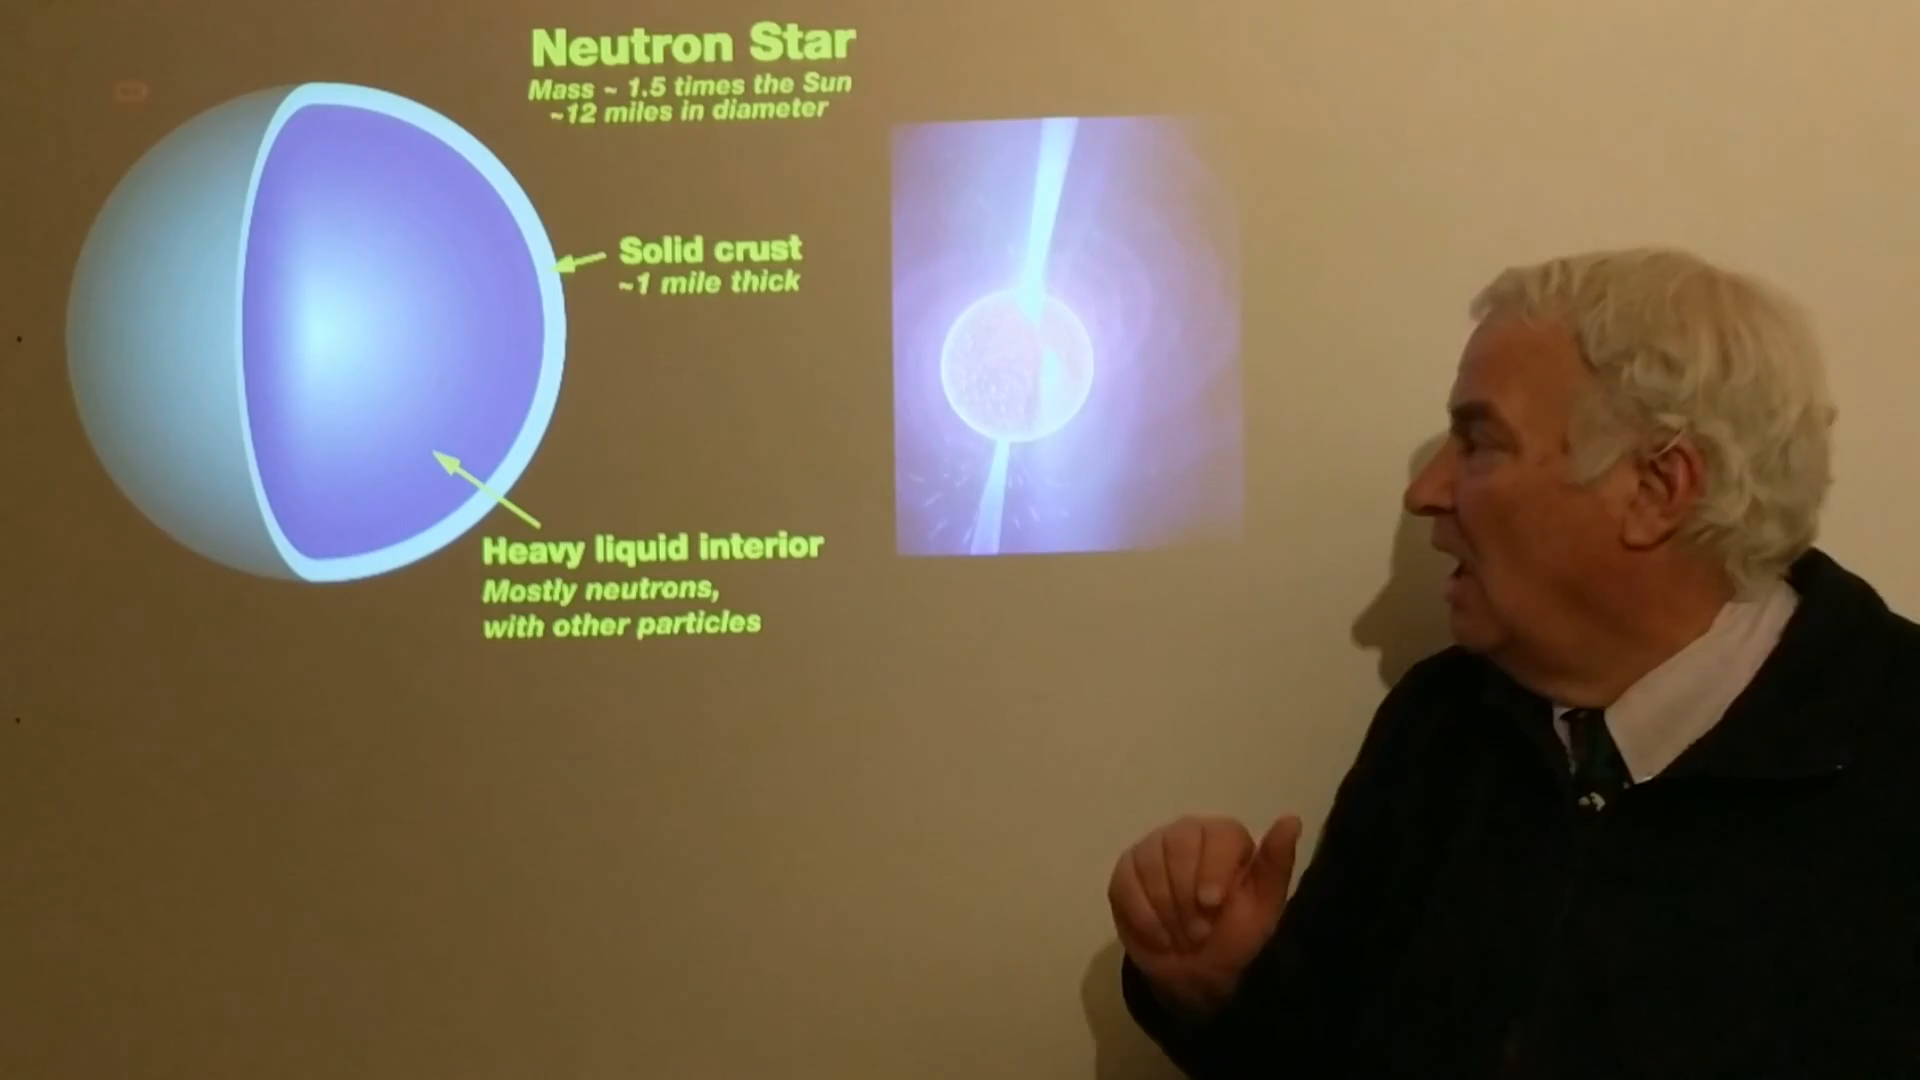 Neutron Star
Mass ~ 1.5 times the Sun
~12 miles in diameter
Solid crust
~1 mile thick
Heavy liquid interior
Mostly neutrons,
with other particles